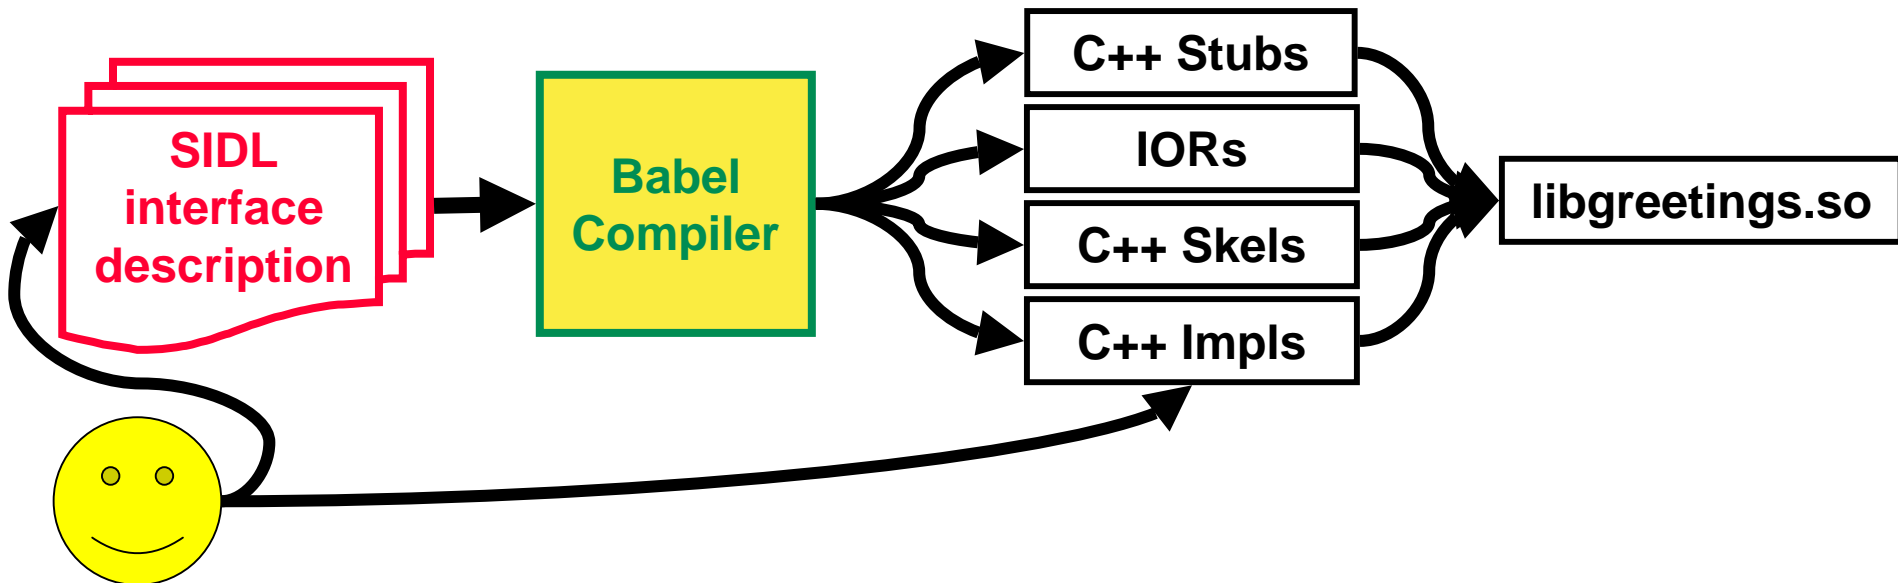 SIDL
interface
description
Babel
Compiler
C++ Stubs
IORs
C++ Skels
C++ Impls
libgreetings.so